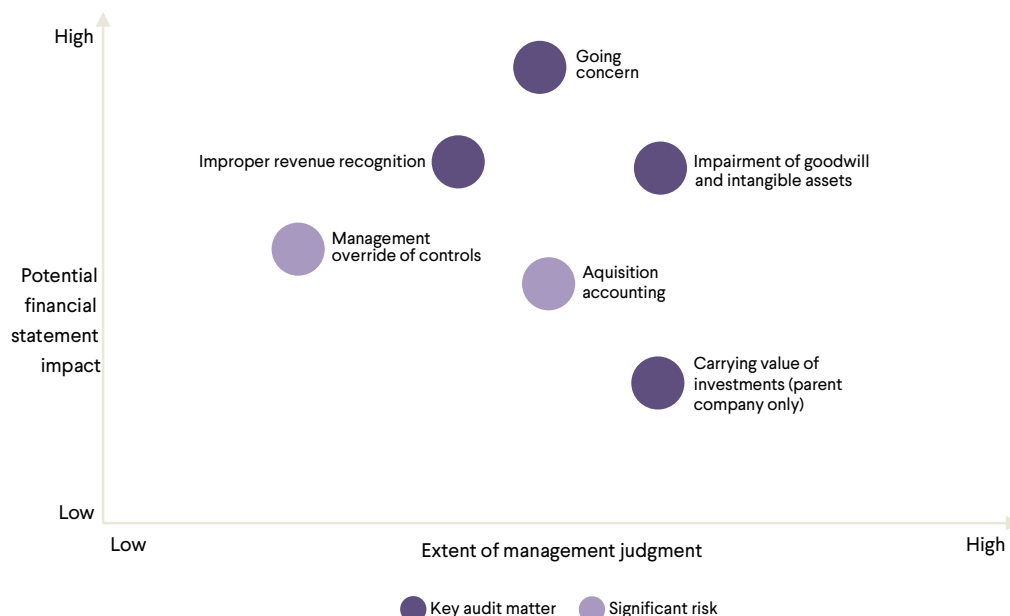 High
Going
concern
Improper revenue recognition
Impairment of goodwill
and intangible assets
Management
override of controls
Aquisition
accounting
Potential
financial
statement
impact
Carrying value of
investments (parent
company only)
Low
Low
Extent of management judgment
High
Key audit matter
Significant risk